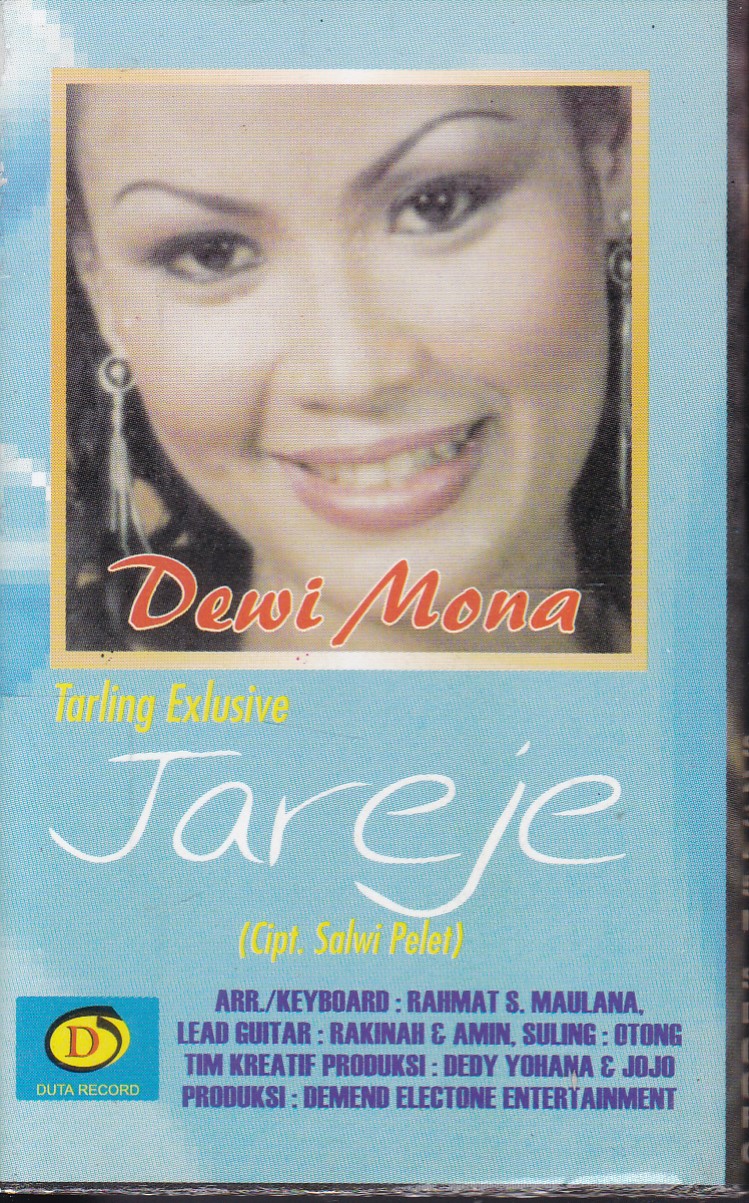 Dewi Mona
Tarling Exlusive
Jareje
(Cipt. Salwi Pelet)
ARR./KEYBOARD : RAHMAT S. MAULANA,
LEAD GUITAR : RAKINAH & AMIN, SULING : OTONG
TIM KREATIF PRODUKSI : DEDY YOHANA & JOJO
PRODUKSI : DEMEND ELECTONE ENTERTAINMENT
D
DUTA RECORD